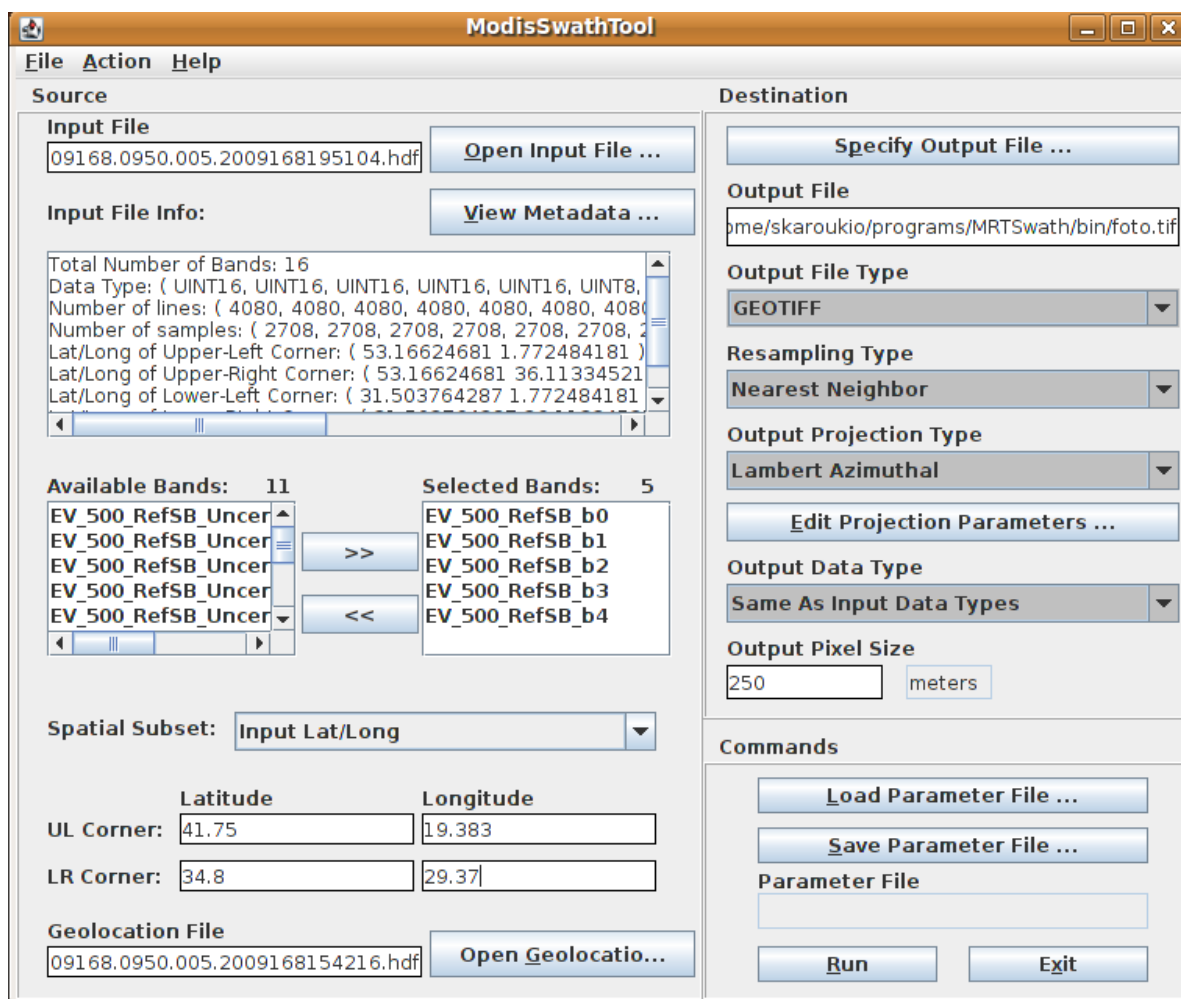 ModisSwathTool
File Action Help
Source
Input File
09168.0950.005.2009168195104.hdf
Open Input File ...
Input File Info:
View Metadata ...
Total Number of Bands: 16
Data Type: ( UINT16, UINT16, UINT16, UINT16, UINT16, UINT8,
Number of lines: ( 4080, 4080, 4080, 4080, 4080, 4080, 4080
Number of samples: ( 2708, 2708, 2708, 2708, 2708, 2708,
Lat/Long of Upper-Left Corner: ( 53.16624681 1.772484181 )
Lat/Long of Upper-Right Corner: ( 53.16624681 36.11334521
Lat/Long of Lower-Left Corner: ( 31.503764287 1.772484181
Available Bands: 11
EV_500_RefSB_Uncer
EV_500_RefSB_Uncer
EV_500_RefSB_Uncer
EV_500_RefSB_Uncer
EV_500_RefSB_Uncer
>>
<<
Selected Bands: 5
EV_500_RefSB_b0
EV_500_RefSB_b1
EV_500_RefSB_b2
EV_500_RefSB_b3
EV_500_RefSB_b4
Spatial Subset: Input Lat/Long
Latitude Longitude
UL Corner: 41.75 19.383
LR Corner: 34.8 29.37
Geolocation File
09168.0950.005.2009168154216.hdf
Open Geolocatio...
Destination
Specify Output File ...
Output File
ome/skaroukio/programs/MRTSwath/bin/foto.tif
Output File Type
GEOTIFF
Resampling Type
Nearest Neighbor
Output Projection Type
Lambert Azimuthal
Edit Projection Parameters ...
Output Data Type
Same As Input Data Types
Output Pixel Size
250 meters
Commands
Load Parameter File ...
Save Parameter File ...
Parameter File
Run Exit